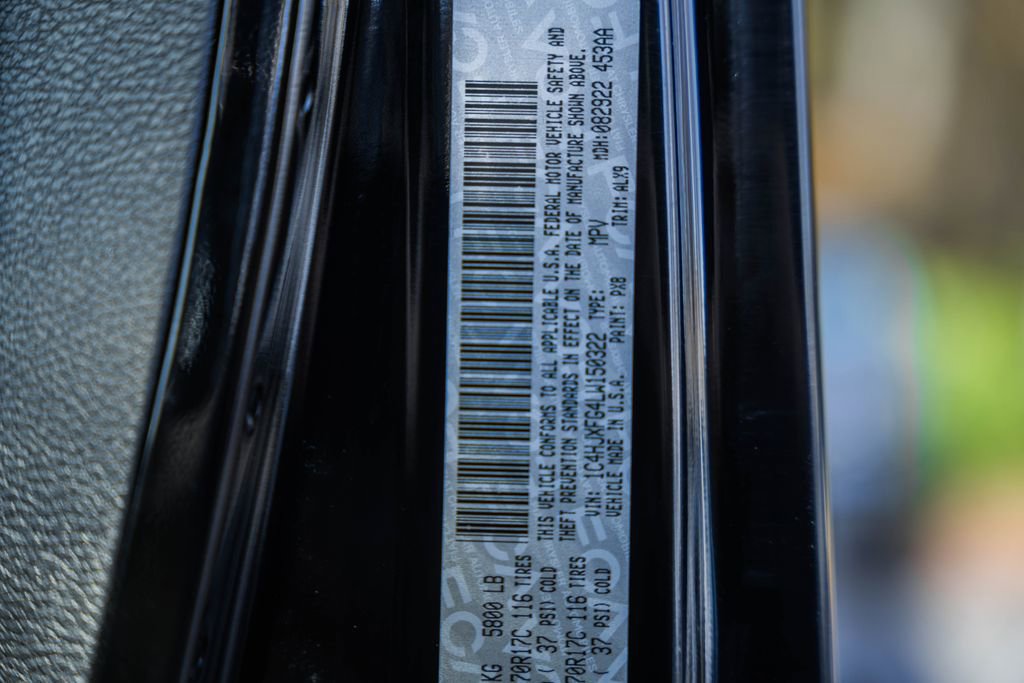 KG 5800 LB
70R17C 116 TIRES
( 37 PSI) COLD
70R17C 116 TIRES
( 37 PSI) COLD
THIS VEHICLE CONFORMS TO ALL APPLICABLE U.S.A. FEDERAL MOTOR VEHICLE SAFETY AND
THEFT PREVENTION STANDARDS IN EFFECT ON THE DATE OF MANUFACTURE SHOWN ABOVE.
VIN: 1C4HJXFG4LW150322 TYPE: MPV MDH:082922 453AA
VEHICLE MADE IN U.S.A. PAINT: PX8 TRIM:ALX9